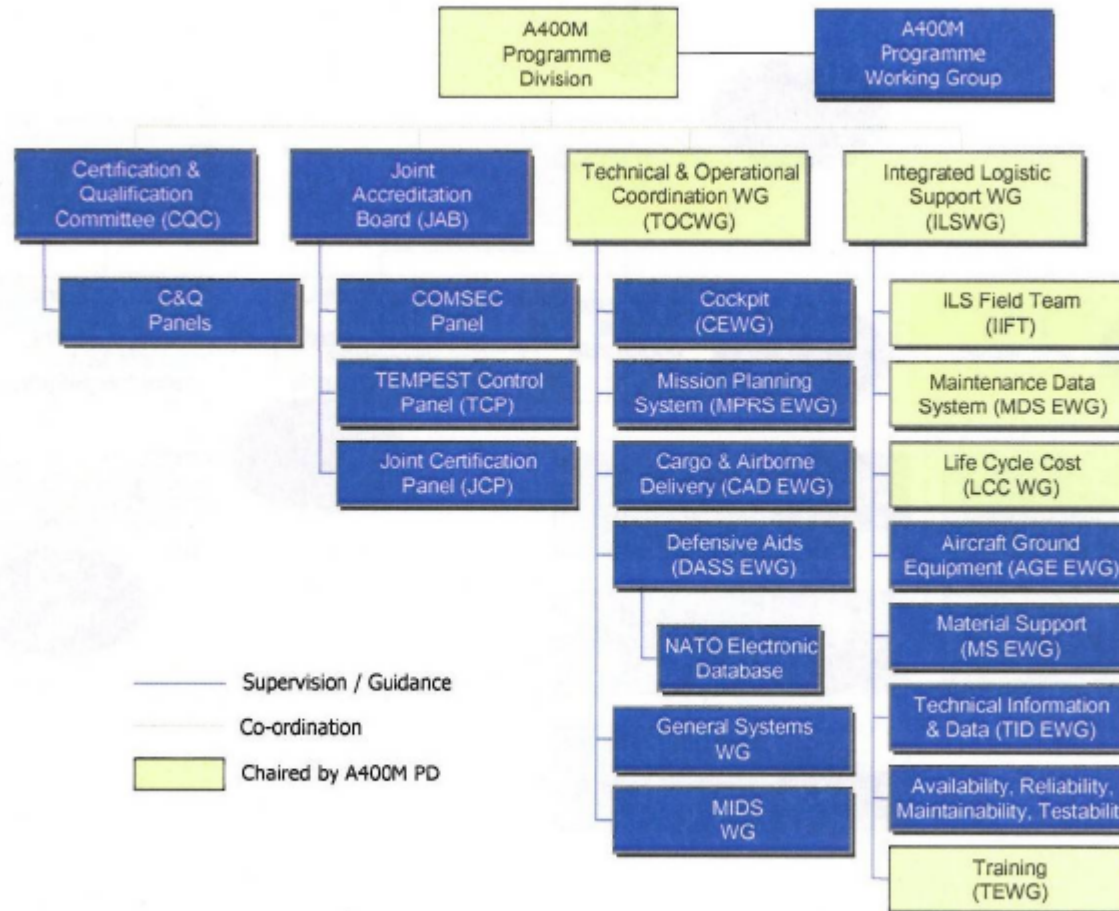 A400M
Programme
Division
A400M
Programme
Working Group
Certification &
Qualification
Committee (CQC)
Joint
Accreditation
Board (JAB)
Technical & Operational
Coordination WG
(TOCWG)
Integrated Logistic
Support WG
(ILSWG)
C&Q
Panels
COMSEC
Panel
TEMPEST Control
Panel (TCP)
Joint Certification
Panel (JCP)
Cockpit
(CEWG)
Mission Planning
System (MPRS EWG)
Cargo & Airborne
Delivery (CAD EWG)
Defensive Aids
(DASS EWG)
NATO Electronic
Database
General Systems
WG
MIDS
WG
ILS Field Team
(IIFT)
Maintenance Data
System (MDS EWG)
Life Cycle Cost
(LCC WG)
Aircraft Ground
Equipment (AGE EWG)
Material Support
(MS EWG)
Technical Information
& Data (TID EWG)
Availability, Reliability,
Maintainability, Testabilit
Training
(TEWG)
Supervision / Guidance
Co-ordination
Chaired by A400M PD